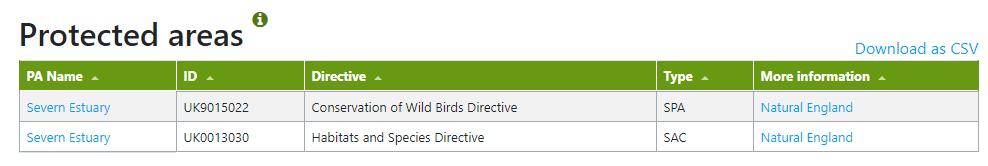 Protected areas
Download as CSV
PA Name ID Directive Type More information
Severn Estuary UK9015022 Conservation of Wild Birds Directive SPA Natural England
Severn Estuary UK0013030 Habitats and Species Directive SAC Natural England